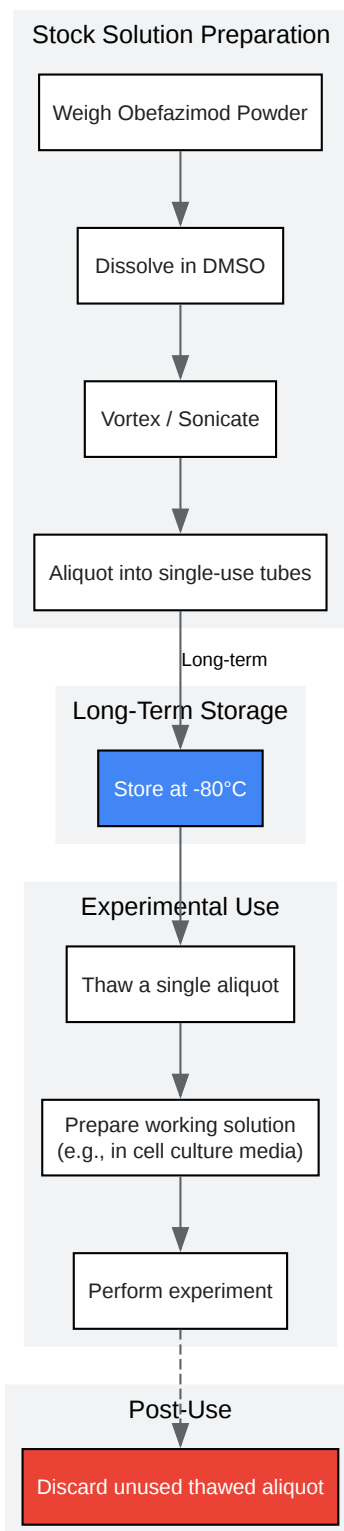 Stock Solution Preparation
Weigh Obefazimod Powder
Dissolve in DMSO
Vortex / Sonicate
Aliquot into single-use tubes
Long-term
Long-Term Storage
Store at -80°C
Experimental Use
Thaw a single aliquot
Prepare working solution
(e.g., in cell culture media)
Perform experiment
Post-Use
Discard unused thawed aliquot